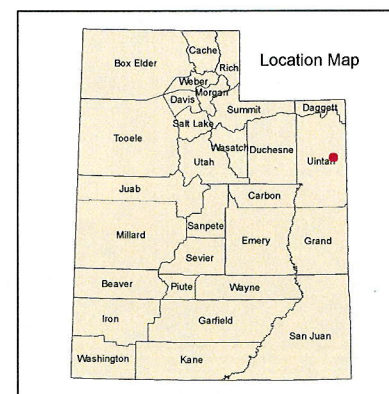 Location Map
Cache
Box Elder
Rich
Weber
Morgan
Davis
Summit
Daggett
Salt Lake
Tooele
Wasatch
Duchesne
Uintah
Utah
Juab
Carbon
Sanpete
Millard
Emery
Grand
Sevier
Beaver
Piute
Wayne
Iron
Garfield
San Juan
Washington
Kane